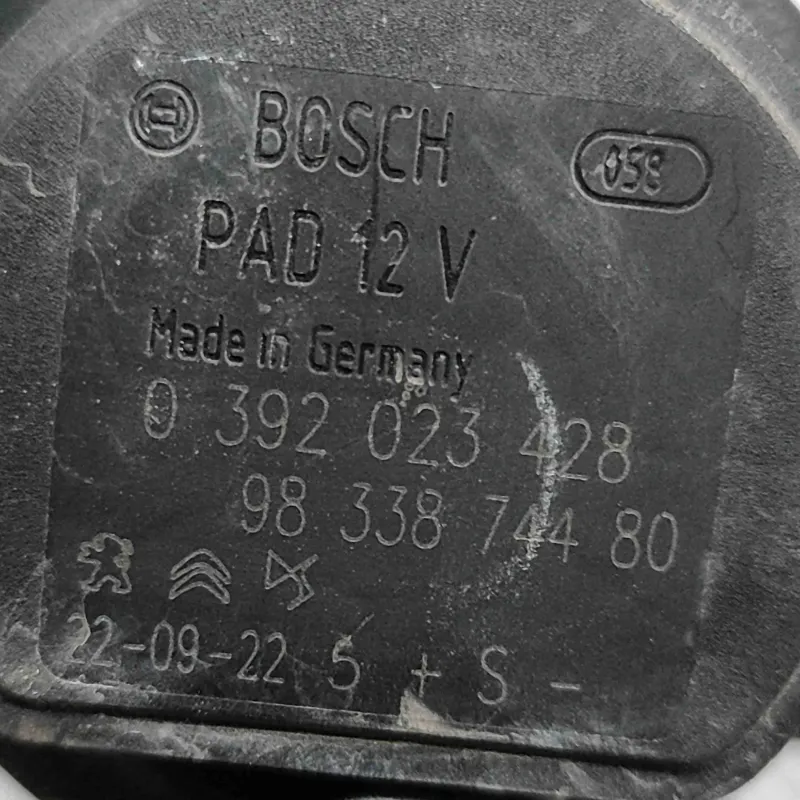 BOSCH
058
PAD 12 V
Made in Germany
0 392 023 428
98 338 744 80
22-09-22 5 + S -